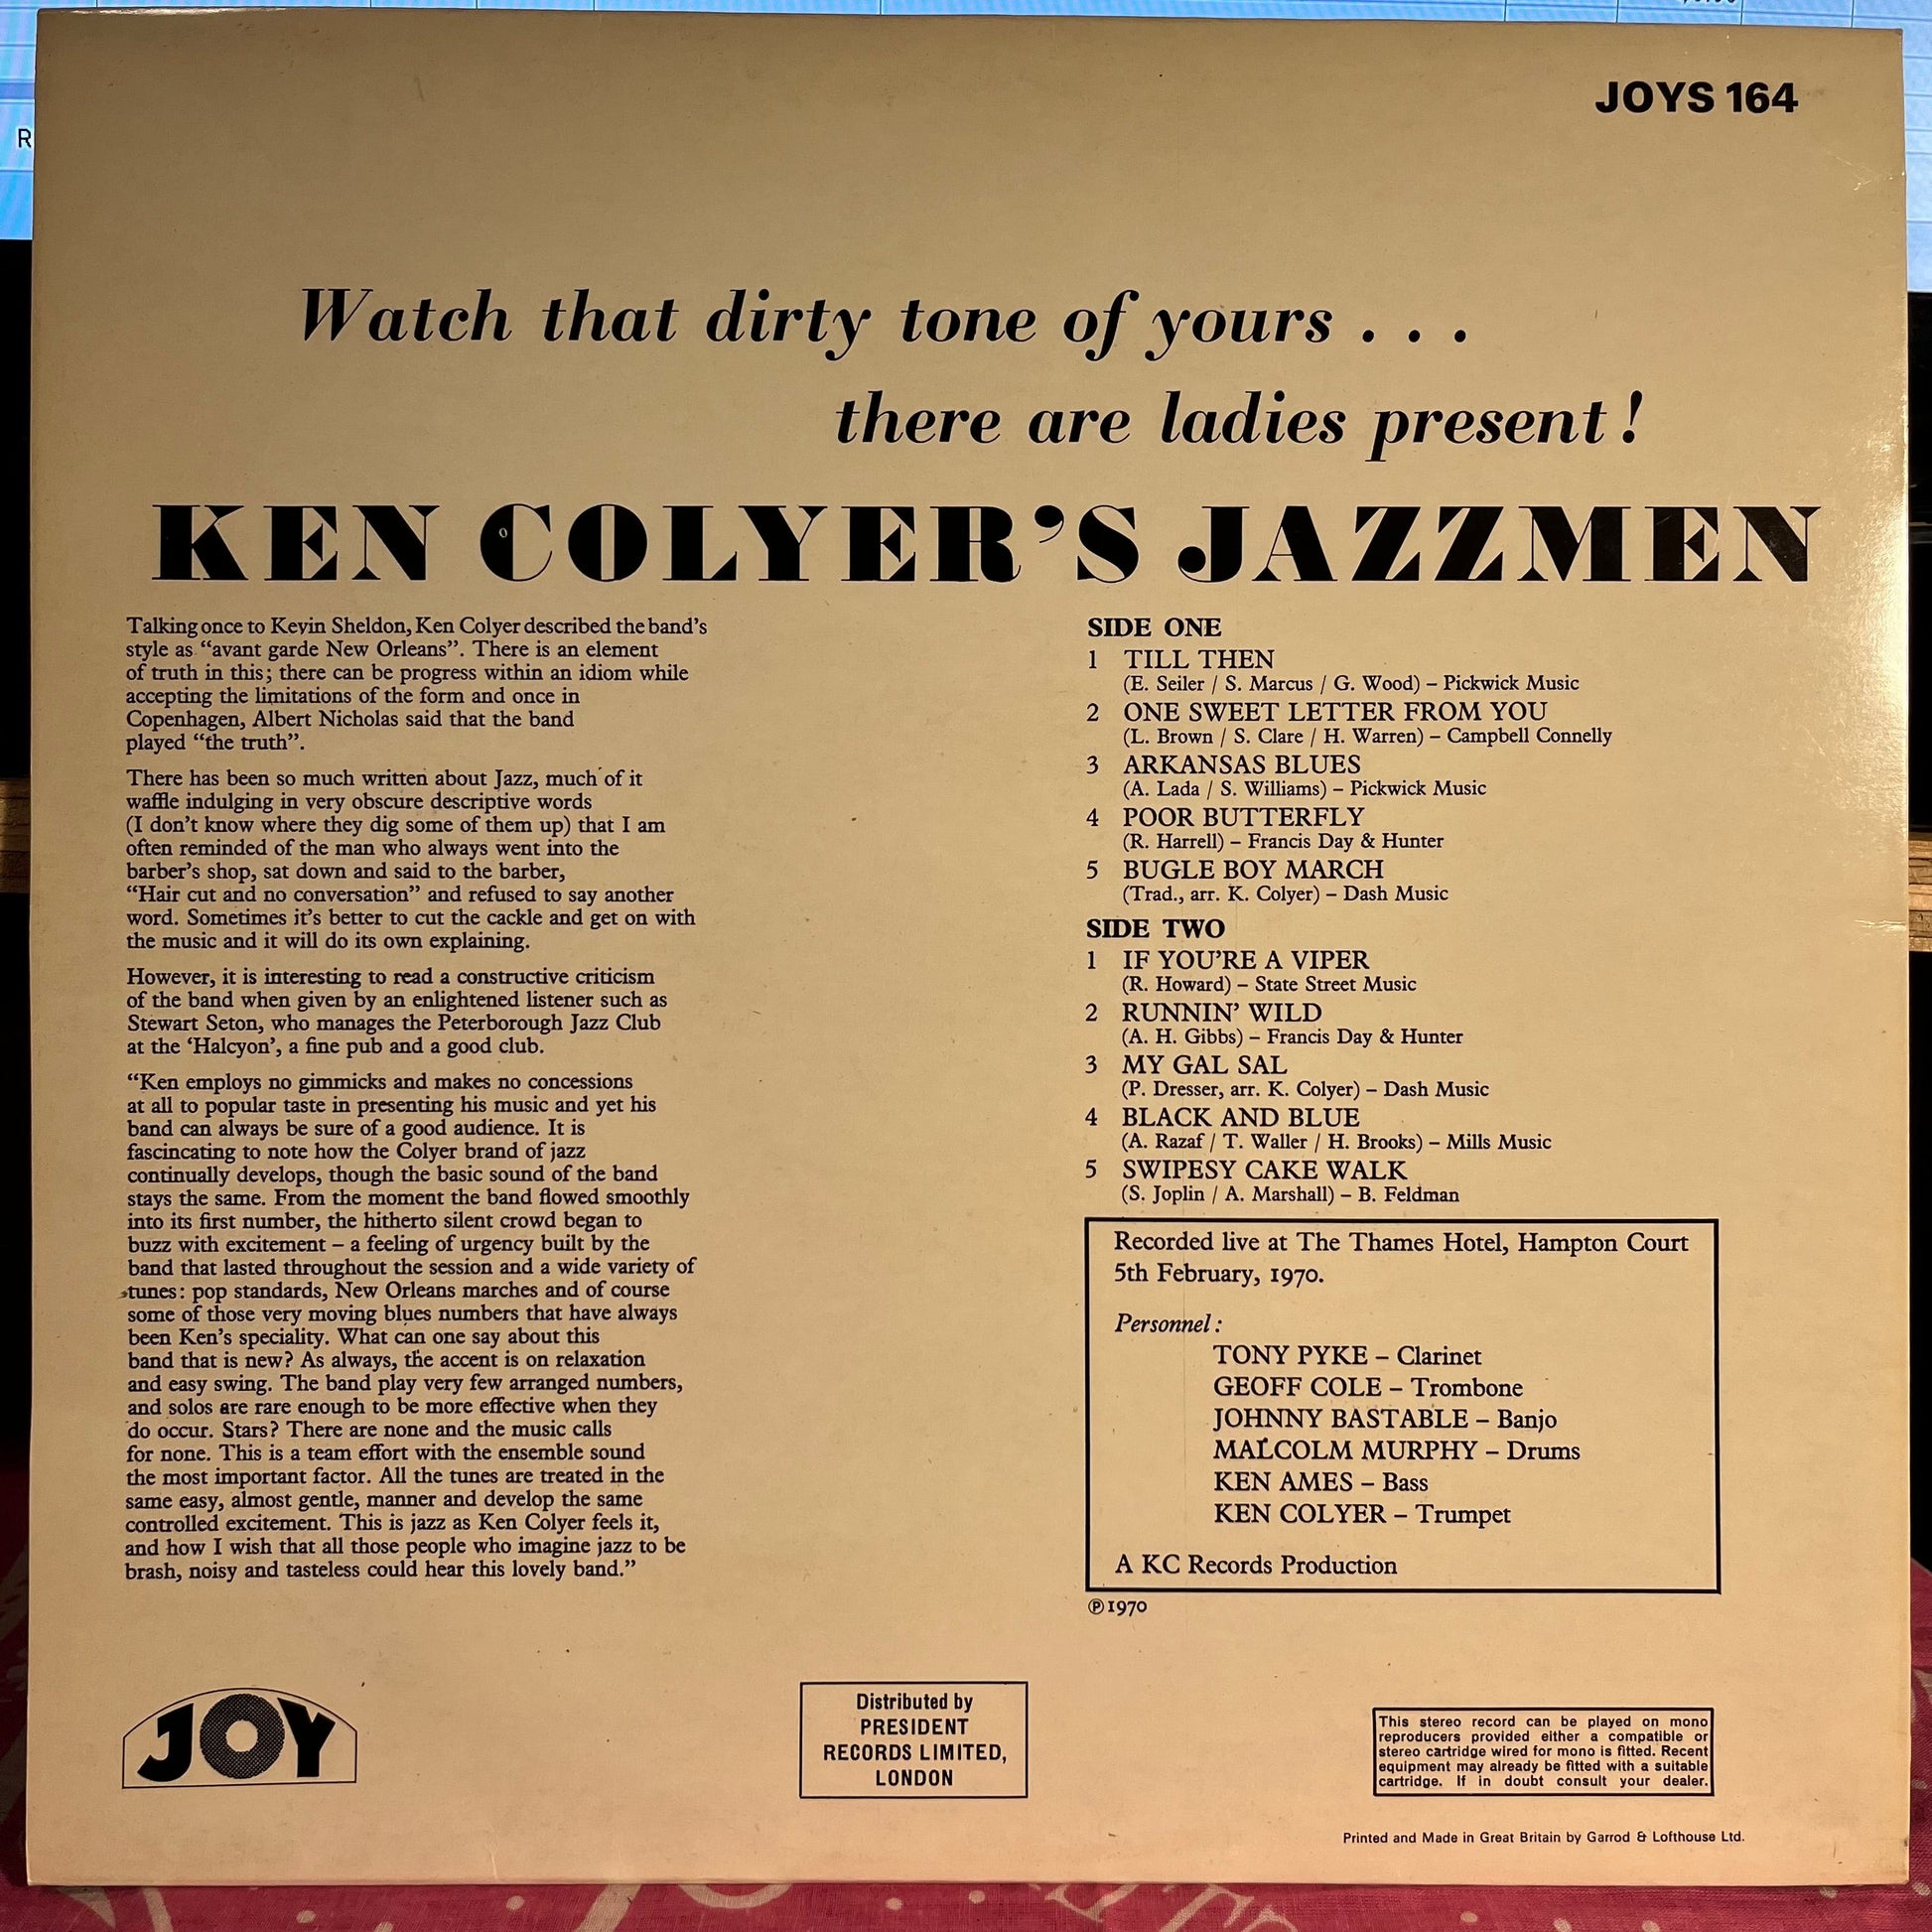 R
JOYS 164
Watch that dirty tone of yours . . .
there are ladies present !
KEN COLYER'S JAZZMEN
Talking once to Kevin Sheldon, Ken Colyer described the band's
style as “avant garde New Orleans”. There is an element
of truth in this; there can be progress within an idiom while
accepting the limitations of the form and once in
Copenhagen, Albert Nicholas said that the band
played “the truth”.
There has been so much written about Jazz, much of it
waffle indulging in very obscure descriptive words
(I don't know where they dig some of them up) that I am
often reminded of the man who always went into the
barber's shop, sat down and said to the barber,
“Hair cut and no conversation” and refused to say another
word. Sometimes it's better to cut the cackle and get on with
the music and it will do its own explaining.
However, it is interesting to read a constructive criticism
of the band when given by an enlightened listener such as
Stewart Seton, who manages the Peterborough Jazz Club
at the ‘Halcyon’, a fine pub and a good club.
“Ken employs no gimmicks and makes no concessions
at all to popular taste in presenting his music and yet his
band can always be sure of a good audience. It is
fascincating to note how the Colyer brand of jazz
continually develops, though the basic sound of the band
stays the same. From the moment the band flowed smoothly
into its first number, the hitherto silent crowd began to
buzz with excitement – a feeling of urgency built by the
band that lasted throughout the session and a wide variety of
tunes: pop standards, New Orleans marches and of course
some of those very moving blues numbers that have always
been Ken's speciality. What can one say about this
band that is new? As always, the accent is on relaxation
and easy swing. The band play very few arranged numbers,
and solos are rare enough to be more effective when they
do occur. Stars? There are none and the music calls
for none. This is a team effort with the ensemble sound
the most important factor. All the tunes are treated in the
same easy, almost gentle, manner and develop the same
controlled excitement. This is jazz as Ken Colyer feels it,
and how I wish that all those people who imagine jazz to be
brash, noisy and tasteless could hear this lovely band.”
SIDE ONE
1 TILL THEN
(E. Seiler / S. Marcus / G. Wood) – Pickwick Music
2 ONE SWEET LETTER FROM YOU
(L. Brown / S. Clare / H. Warren) – Campbell Connelly
3 ARKANSAS BLUES
(A. Lada / S. Williams) – Pickwick Music
4 POOR BUTTERFLY
(R. Harrell) – Francis Day & Hunter
5 BUGLE BOY MARCH
(Trad., arr. K. Colyer) – Dash Music
SIDE TWO
1 IF YOU'RE A VIPER
(R. Howard) – State Street Music
2 RUNNIN' WILD
(A. H. Gibbs) – Francis Day & Hunter
3 MY GAL SAL
(P. Dresser, arr. K. Colyer) – Dash Music
4 BLACK AND BLUE
(A. Razaf / T. Waller / H. Brooks) – Mills Music
5 SWIPESY CAKE WALK
(S. Joplin / A. Marshall) – B. Feldman
Recorded live at The Thames Hotel, Hampton Court
5th February, 1970.
Personnel :
TONY PYKE – Clarinet
GEOFF COLE – Trombone
JOHNNY BASTABLE – Banjo
MALCOLM MURPHY – Drums
KEN AMES – Bass
KEN COLYER – Trumpet
A KC Records Production
℗ 1970
JOY
Distributed by
PRESIDENT
RECORDS LIMITED,
LONDON
This stereo record can be played on mono
reproducers provided either a compatible or
stereo cartridge wired for mono is fitted. Recent
equipment may already be fitted with a suitable
cartridge. If in doubt consult your dealer.
Printed and Made in Great Britain by Garrod & Lofthouse Ltd.